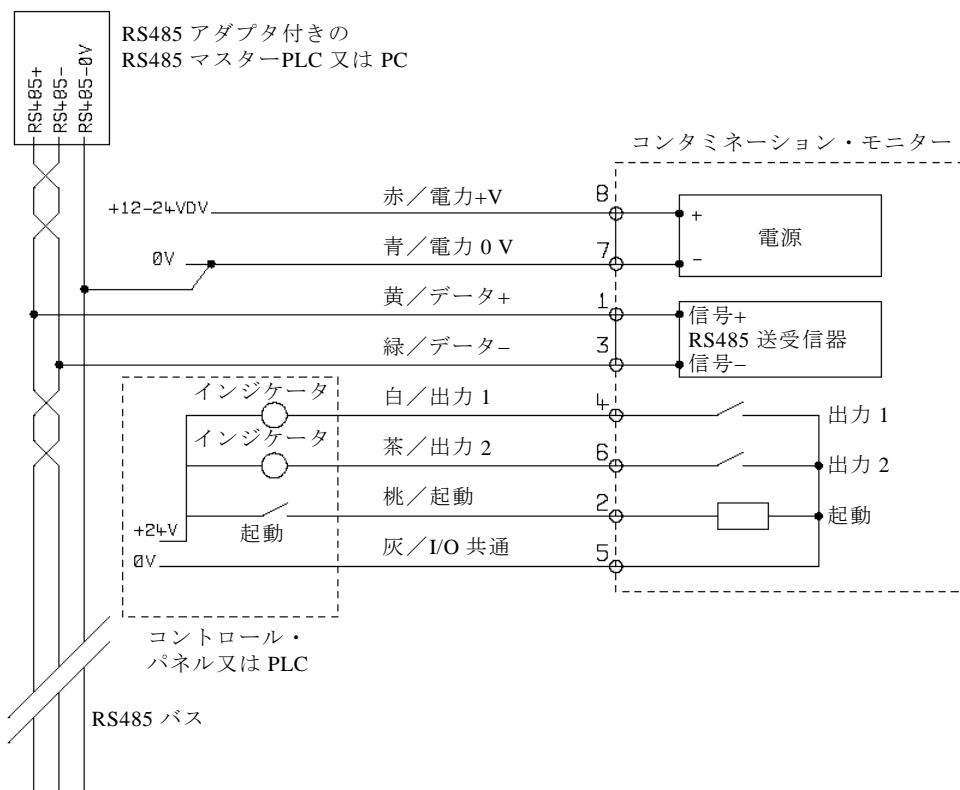 RS485 アダプタ付きの
RS485 マスターPLC 又は PC
RS485+
RS485-
RS485-0V
コンタミネーション・モニター
+12-24VDV
赤／電力+V
8
+
電源
0V
青／電力 0 V
7
-
黄／データ+
1
信号+
RS485 送受信器
緑／データ−
3
信号−
インジケータ
白／出力 1
4
出力 1
インジケータ
茶／出力 2
6
出力 2
桃／起動
2
起動
+24V
起動
0V
灰／I/O 共通
5
コントロール・
パネル又は PLC
RS485 バス